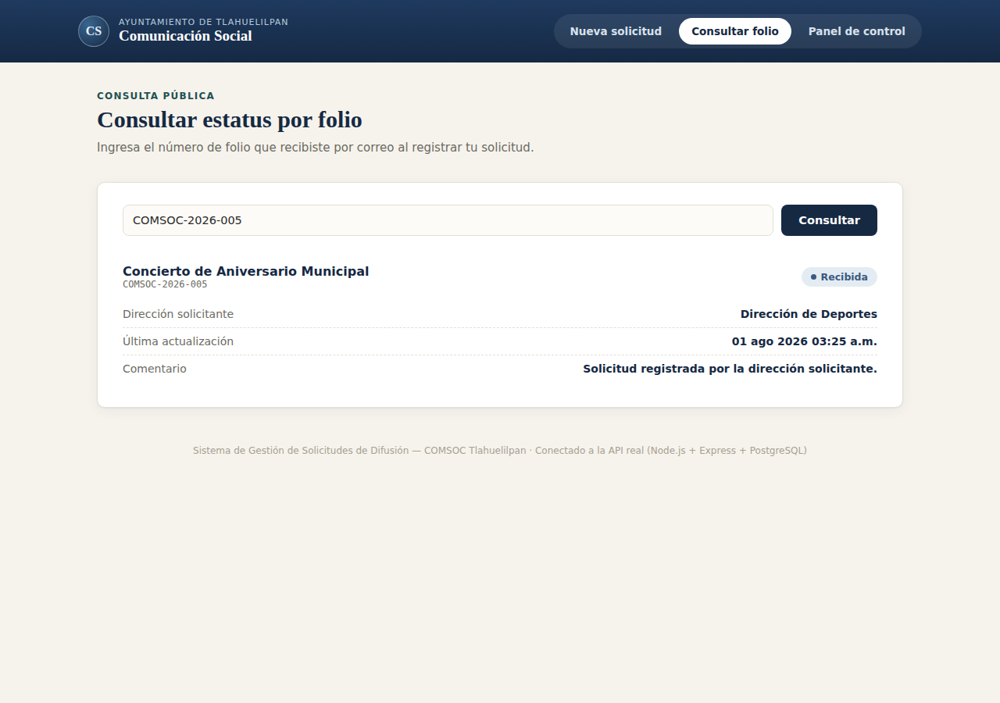 CS
AYUNTAMIENTO DE TLAHUELILPAN
Comunicación Social
Nueva solicitud
Consultar folio
Panel de control
CONSULTA PÚBLICA
Consultar estatus por folio
Ingresa el número de folio que recibiste por correo al registrar tu solicitud.
COMSOC-2026-005
Consultar
Concierto de Aniversario Municipal
COMSOC-2026-005
Recibida
Dirección solicitante
Dirección de Deportes
Última actualización
01 ago 2026 03:25 a.m.
Comentario
Solicitud registrada por la dirección solicitante.
Sistema de Gestión de Solicitudes de Difusión — COMSOC Tlahuelilpan · Conectado a la API real (Node.js + Express + PostgreSQL)